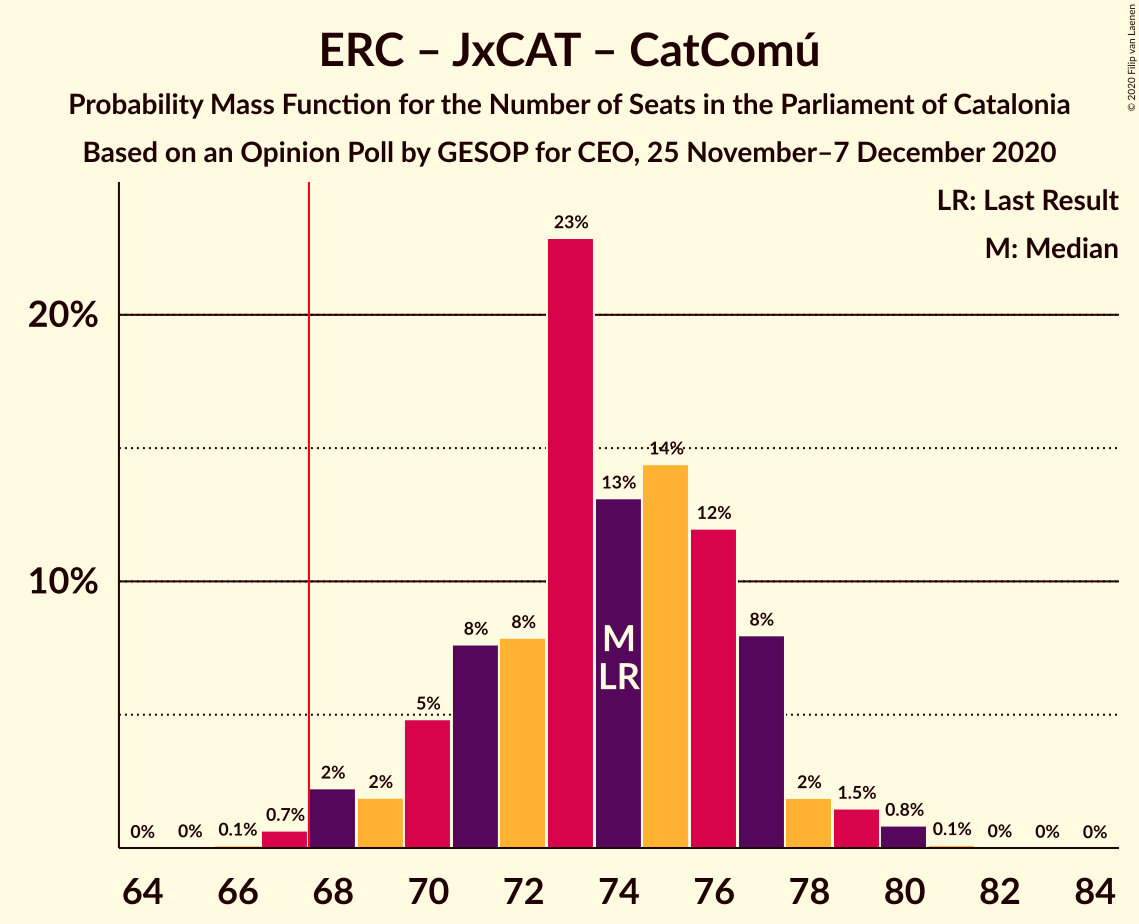 ERC – JxCAT – CatComú
Probability Mass Function for the Number of Seats in the Parliament of Catalonia
Based on an Opinion Poll by GESOP for CEO, 25 November–7 December 2020
© 2020 Filip van Laenen
LR: Last Result
M: Median
23%
20%
14%
13%
12%
10%
8%
8%
8%
M
LR
5%
2%
2%
2%
1.5%
0.7%
0.8%
0%
0%
0.1%
0.1%
0%
0%
0%
64 66 68 70 72 74 76 78 80 82 84